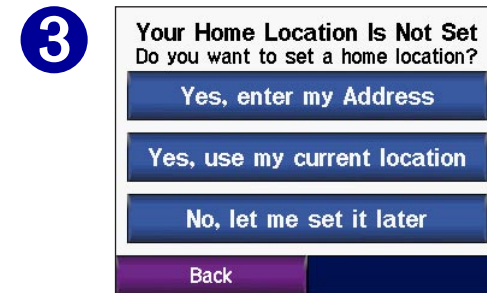 3
Your Home Location Is Not Set
Do you want to set a home location?
Yes, enter my Address
Yes, use my current location
No, let me set it later
Back